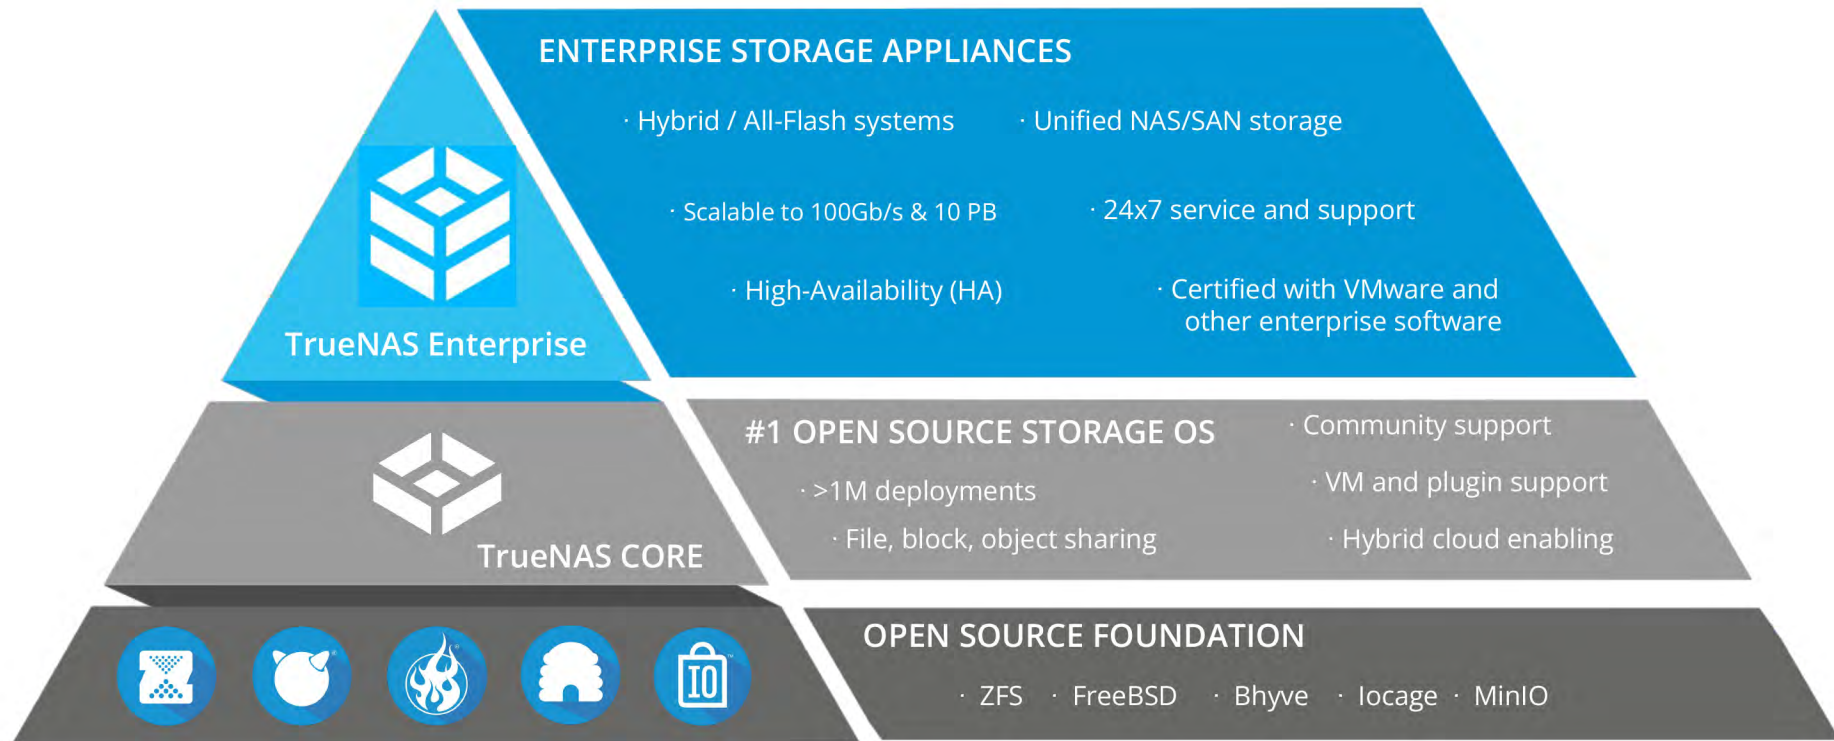 ENTERPRISE STORAGE APPLIANCES
· Hybrid / All-Flash systems
· Unified NAS/SAN storage
· Scalable to 100Gb/s & 10 PB
· 24x7 service and support
· High-Availability (HA)
· Certified with VMware and
other enterprise software
TrueNAS Enterprise
#1 OPEN SOURCE STORAGE OS
· >1M deployments
· File, block, object sharing
· Community support
· VM and plugin support
· Hybrid cloud enabling
TrueNAS CORE
IO
OPEN SOURCE FOUNDATION
· ZFS · FreeBSD · Bhyve · Iocage · MinIO